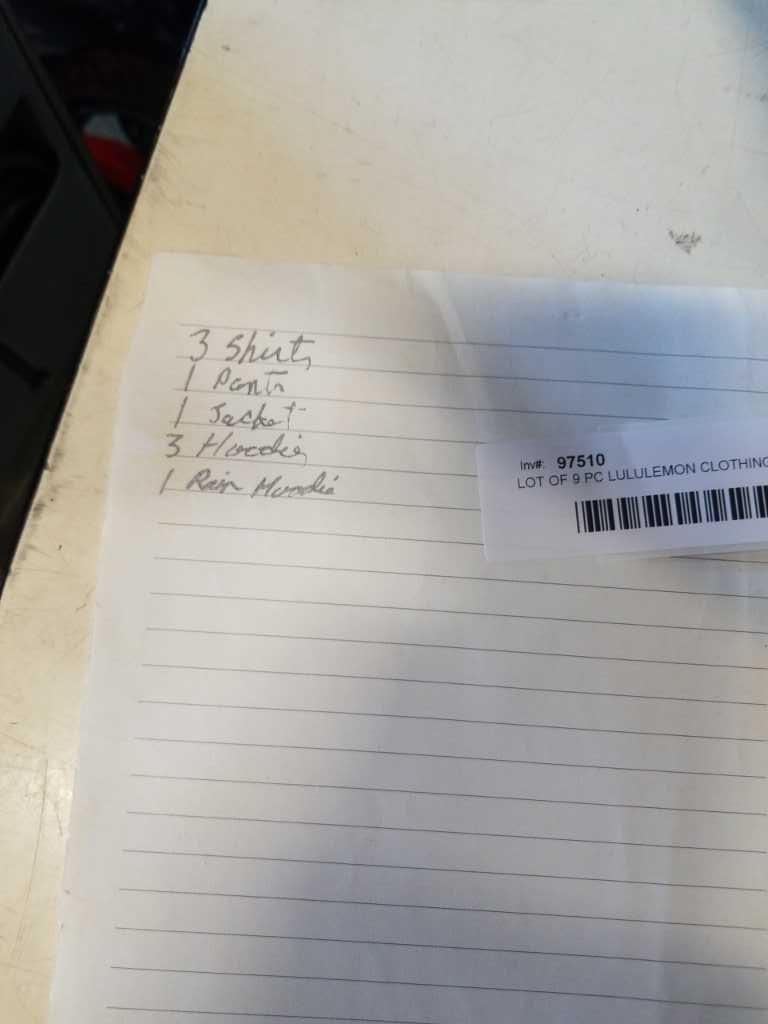 3 Shirts
1 Pants
1 Jacket
3 Hoodies
1 Rain Hoodie
Inv#: 97510
LOT OF 9 PC LULULEMON CLOTHING